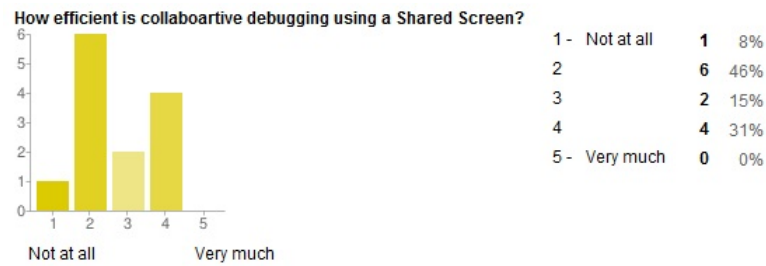 How efficient is collaboartive debugging using a Shared Screen?
6
5
4
3
2
1
0
1 2 3 4 5
Not at all Very much
1 - Not at all 1 8%
2 6 46%
3 2 15%
4 4 31%
5 - Very much 0 0%